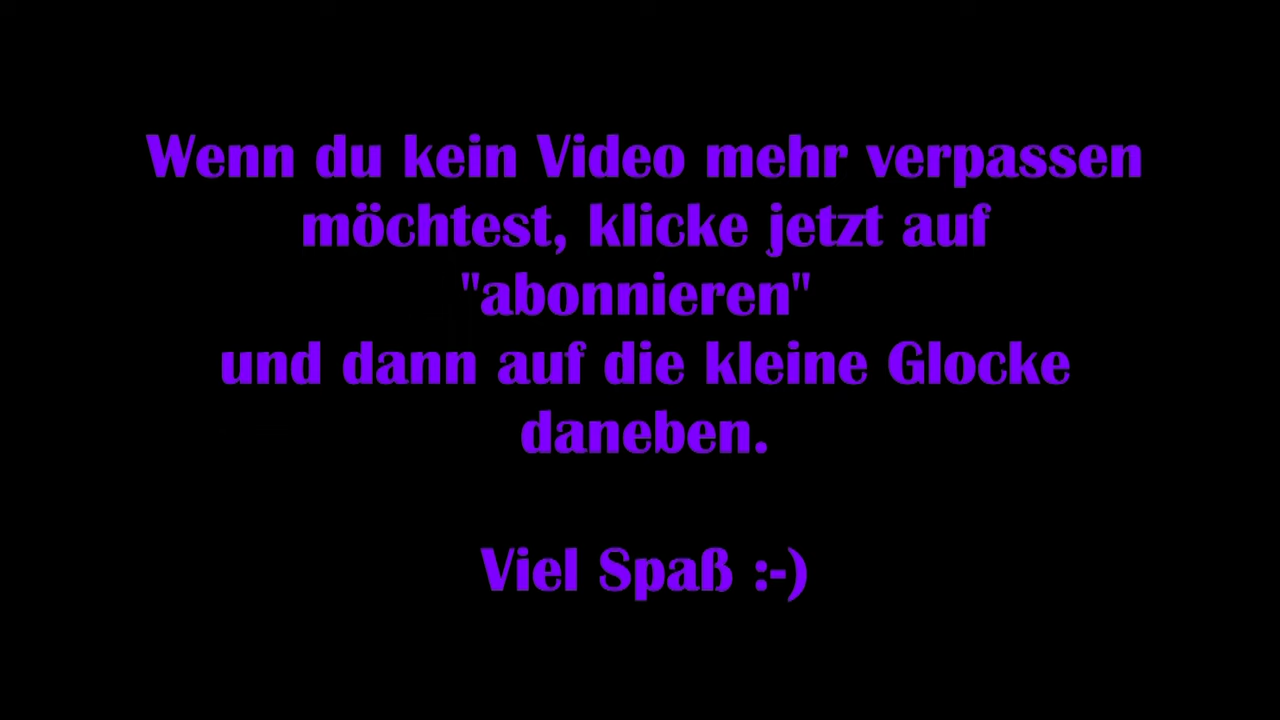 Wenn du kein Video mehr verpassen
möchtest, klicke jetzt auf
"abonnieren"
und dann auf die kleine Glocke
daneben.
Viel Spaß :-)